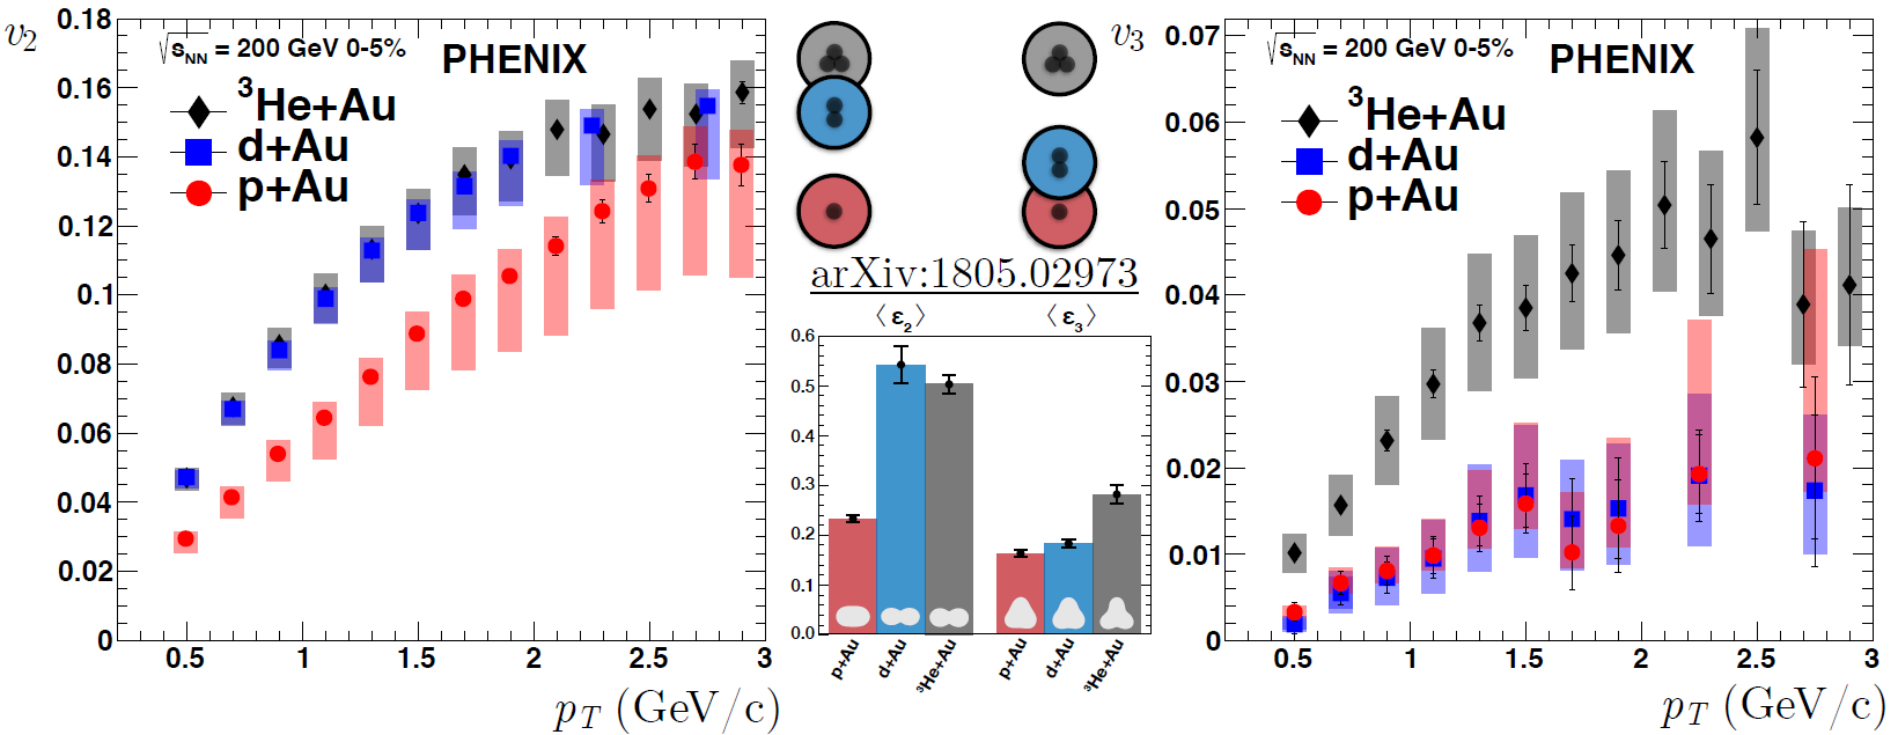 v₂
√sNN = 200 GeV 0-5%
PHENIX
³He+Au
d+Au
p+Au
0.18
0.16
0.14
0.12
0.1
0.08
0.06
0.04
0.02
0
0.5
1
1.5
2
2.5
3
pT (GeV/c)
arXiv:1805.02973
⟨ε₂⟩
⟨ε₃⟩
0.6
0.5
0.4
0.3
0.2
0.1
0.0
p+Au
d+Au
³He+Au
p+Au
d+Au
³He+Au
v₃
√sNN = 200 GeV 0-5%
PHENIX
³He+Au
d+Au
p+Au
0.07
0.06
0.05
0.04
0.03
0.02
0.01
0
0.5
1
1.5
2
2.5
3
pT (GeV/c)